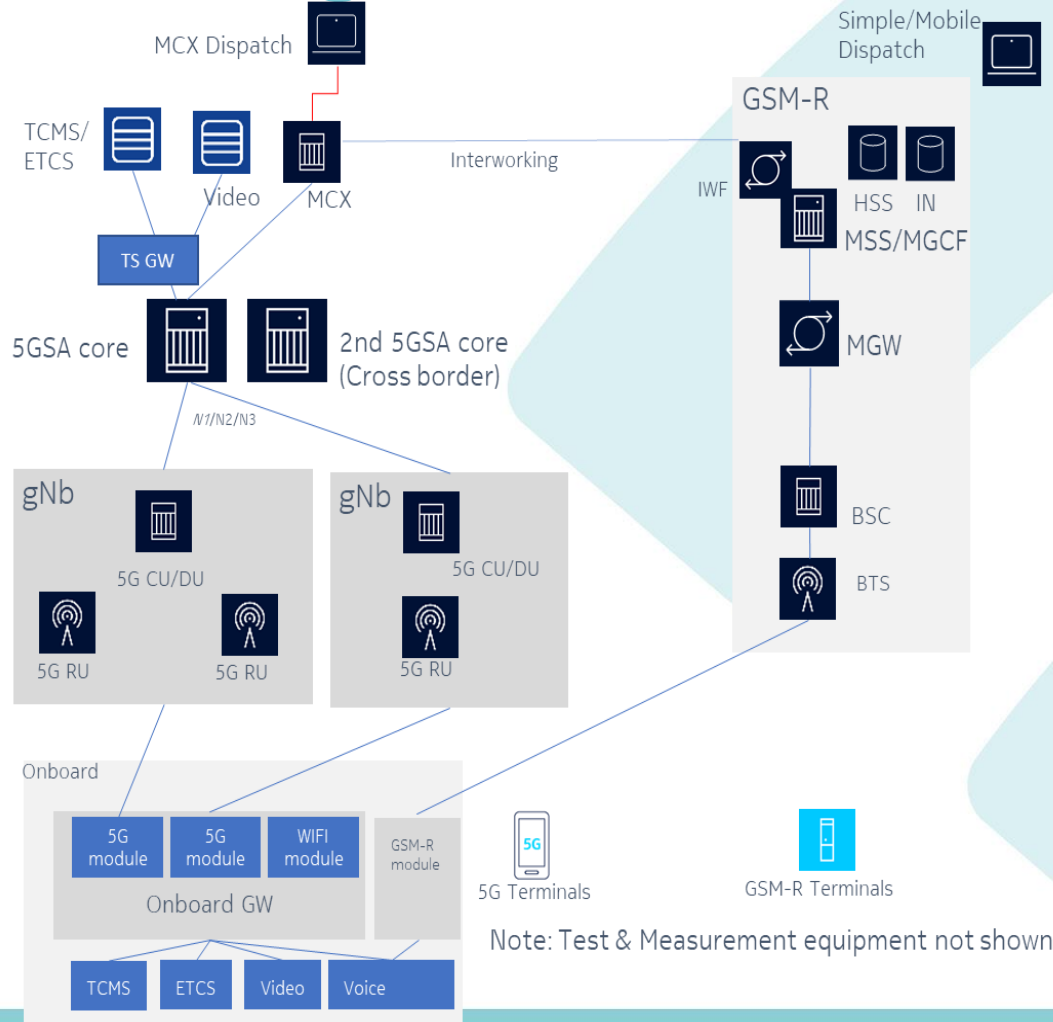 MCX Dispatch
Simple/Mobile
Dispatch
GSM-R
TCMS/
ETCS
Video
MCX
Interworking
IWF
HSS
IN
MSS/MGCF
TS GW
5GSA core
2nd 5GSA core
(Cross border)
MGW
N1/N2/N3
gNb
5G CU/DU
5G RU
5G RU
gNb
5G CU/DU
5G RU
BSC
BTS
Onboard
5G
module
5G
module
WIFI
module
GSM-R
module
Onboard GW
TCMS
ETCS
Video
Voice
5G
5G Terminals
GSM-R Terminals
Note: Test & Measurement equipment not shown